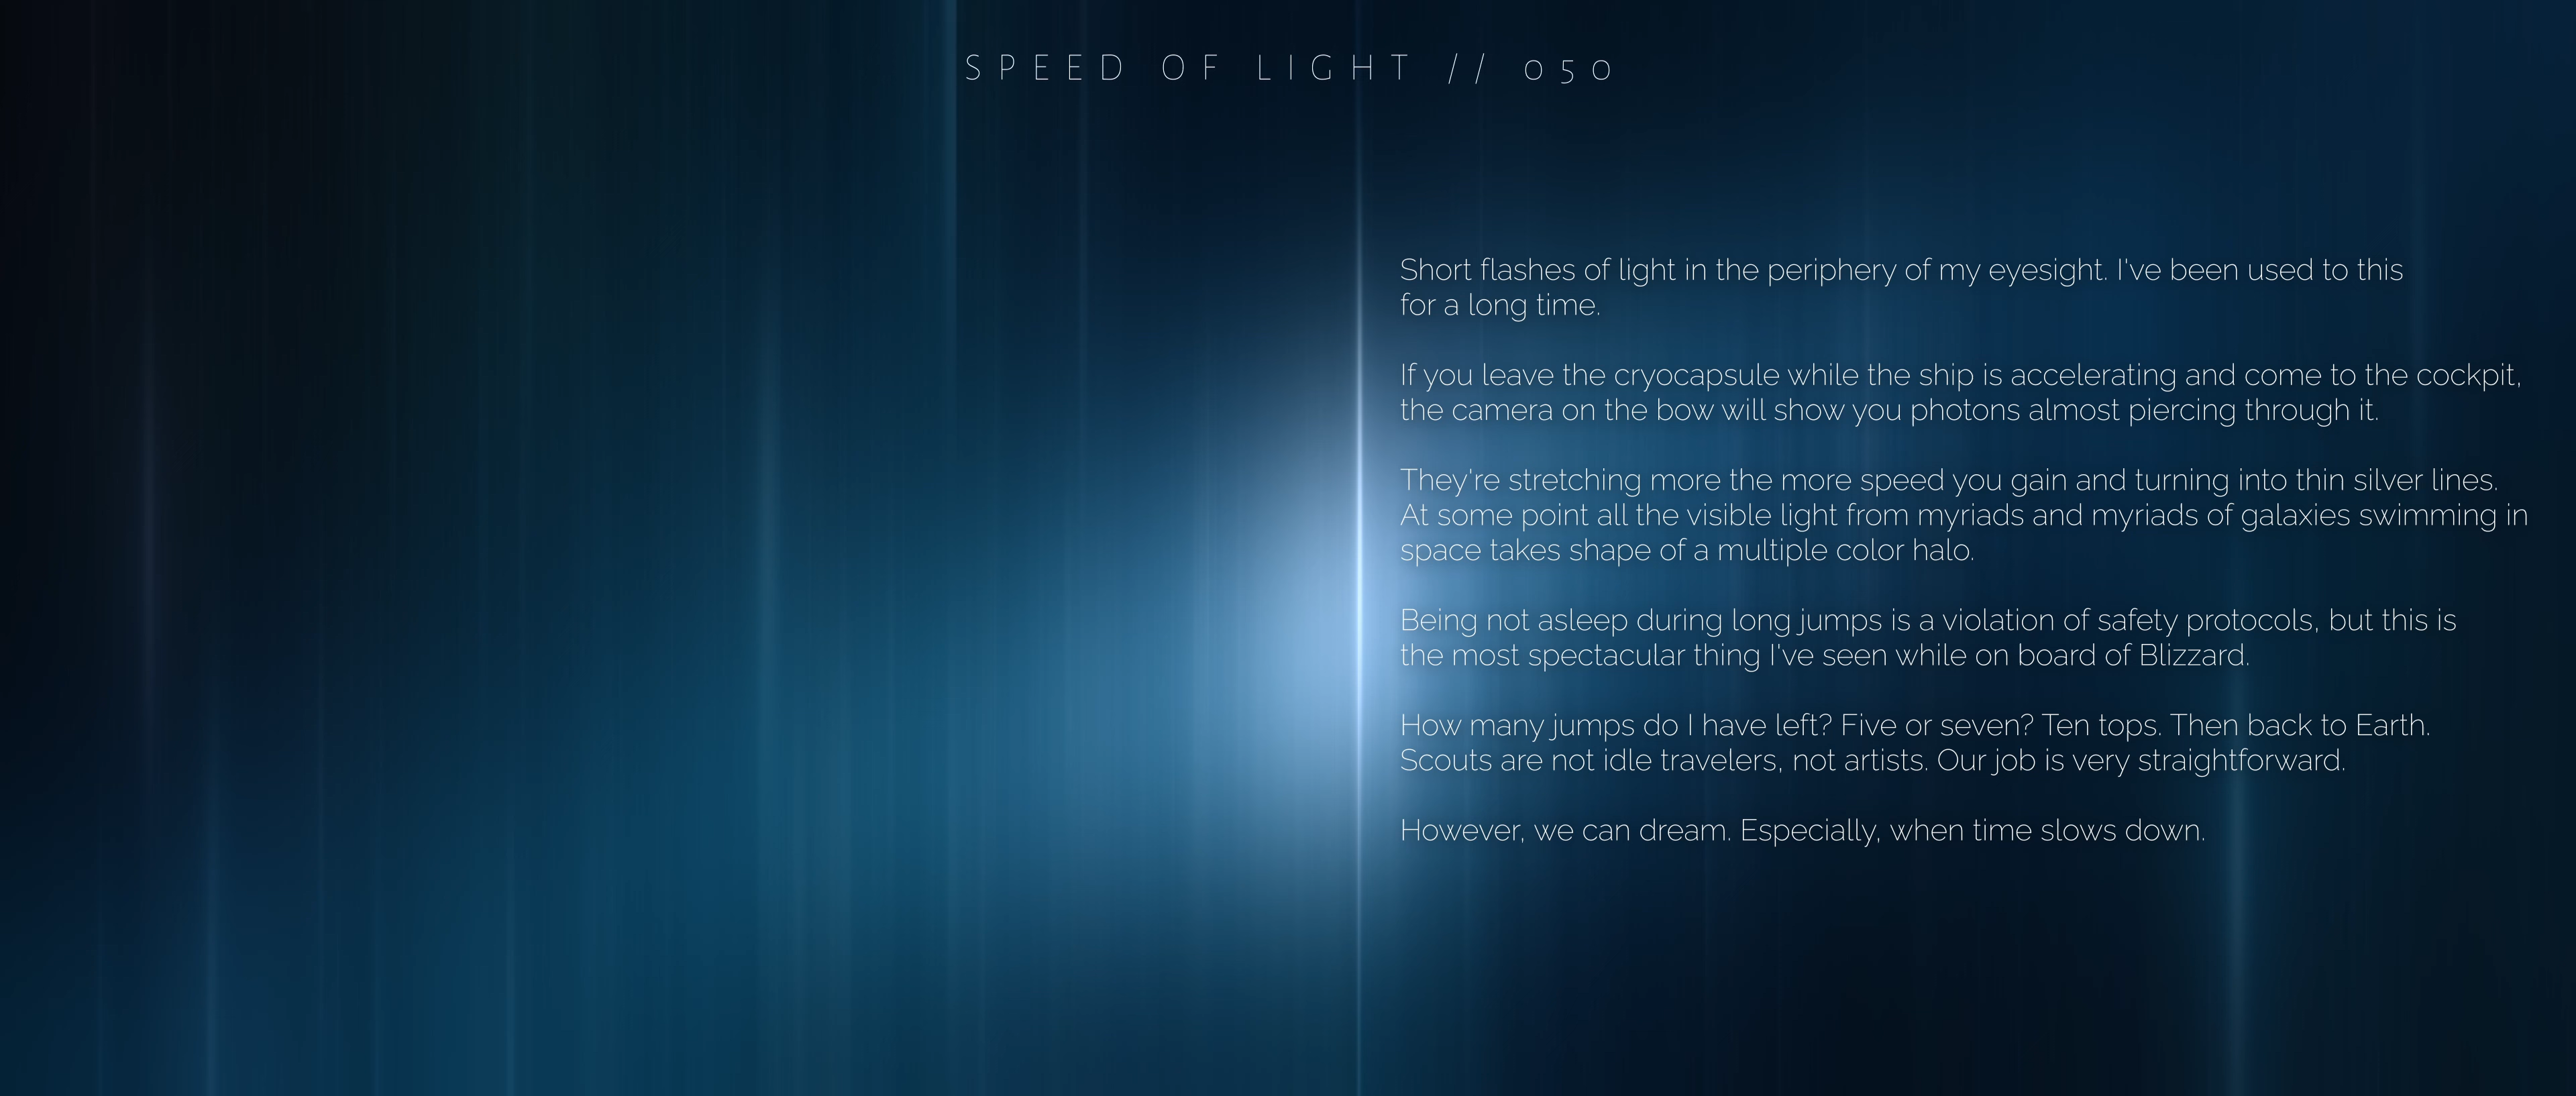 SPEED OF LIGHT // 050
Short flashes of light in the periphery of my eyesight. I've been used to this
for a long time.
If you leave the cryocapsule while the ship is accelerating and come to the cockpit,
the camera on the bow will show you photons almost piercing through it.
They're stretching more the more speed you gain and turning into thin silver lines.
At some point all the visible light from myriads and myriads of galaxies swimming in
space takes shape of a multiple color halo.
Being not asleep during long jumps is a violation of safety protocols, but this is
the most spectacular thing I've seen while on board of Blizzard.
How many jumps do I have left? Five or seven? Ten tops. Then back to Earth.
Scouts are not idle travelers, not artists. Our job is very straightforward.
However, we can dream. Especially, when time slows down.